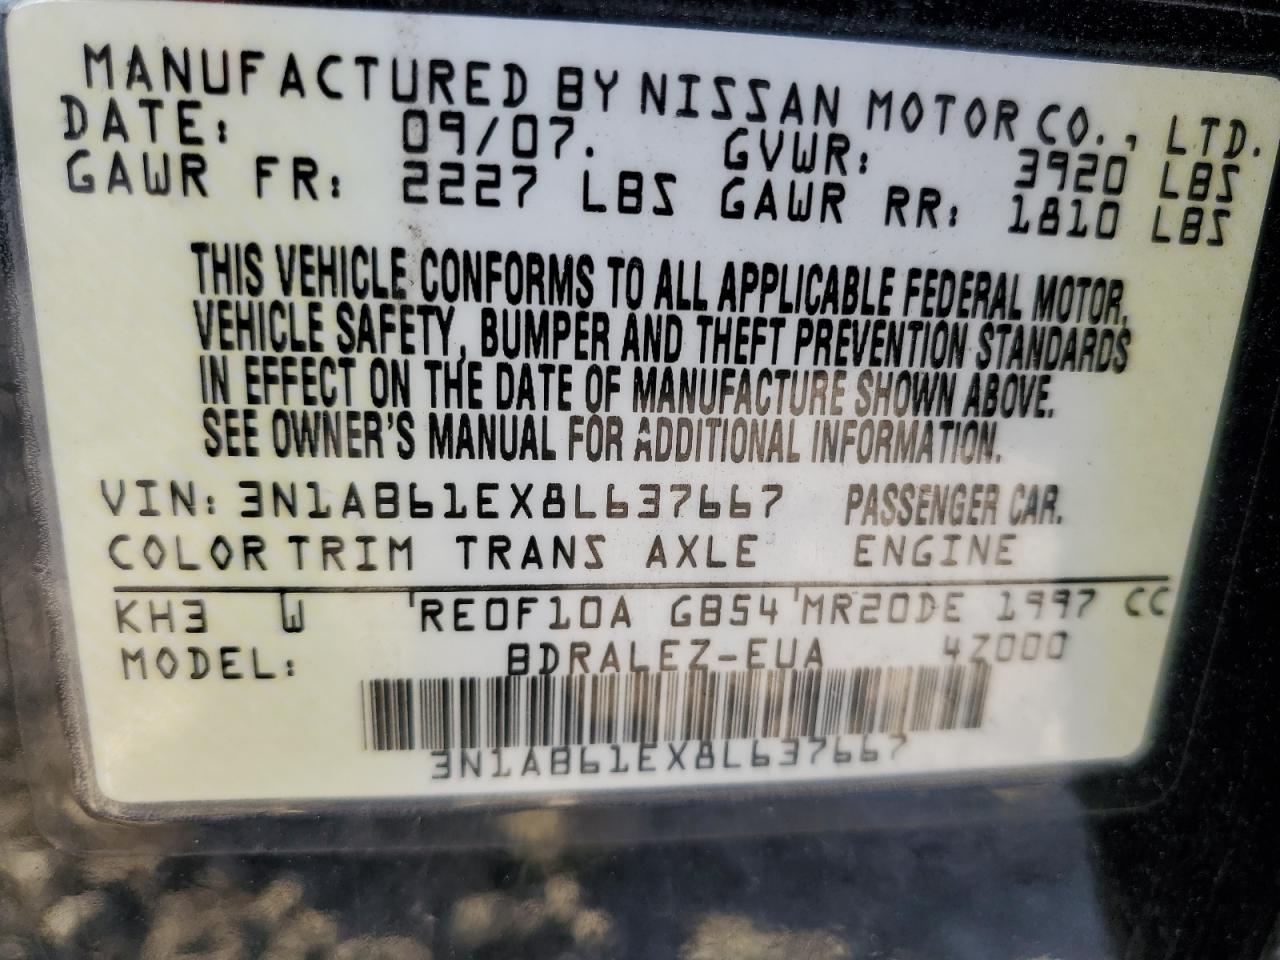 MANUFACTURED BY NISSAN MOTOR CO., LTD.
DATE: 09/07. GVWR: 3920 LBS
GAWR FR: 2227 LBS GAWR RR: 1810 LBS
THIS VEHICLE CONFORMS TO ALL APPLICABLE FEDERAL MOTOR,
VEHICLE SAFETY, BUMPER AND THEFT PREVENTION STANDARDS
IN EFFECT ON THE DATE OF MANUFACTURE SHOWN ABOVE.
SEE OWNER'S MANUAL FOR ADDITIONAL INFORMATION.
VIN: 3N1AB61EX8L637667 PASSENGER CAR.
COLOR TRIM TRANS AXLE ENGINE
KH3 W RE0F10A GB54 MR20DE 1997 CC
MODEL: BDRALEZ-EUA 4Z000
3N1AB61EX8L637667